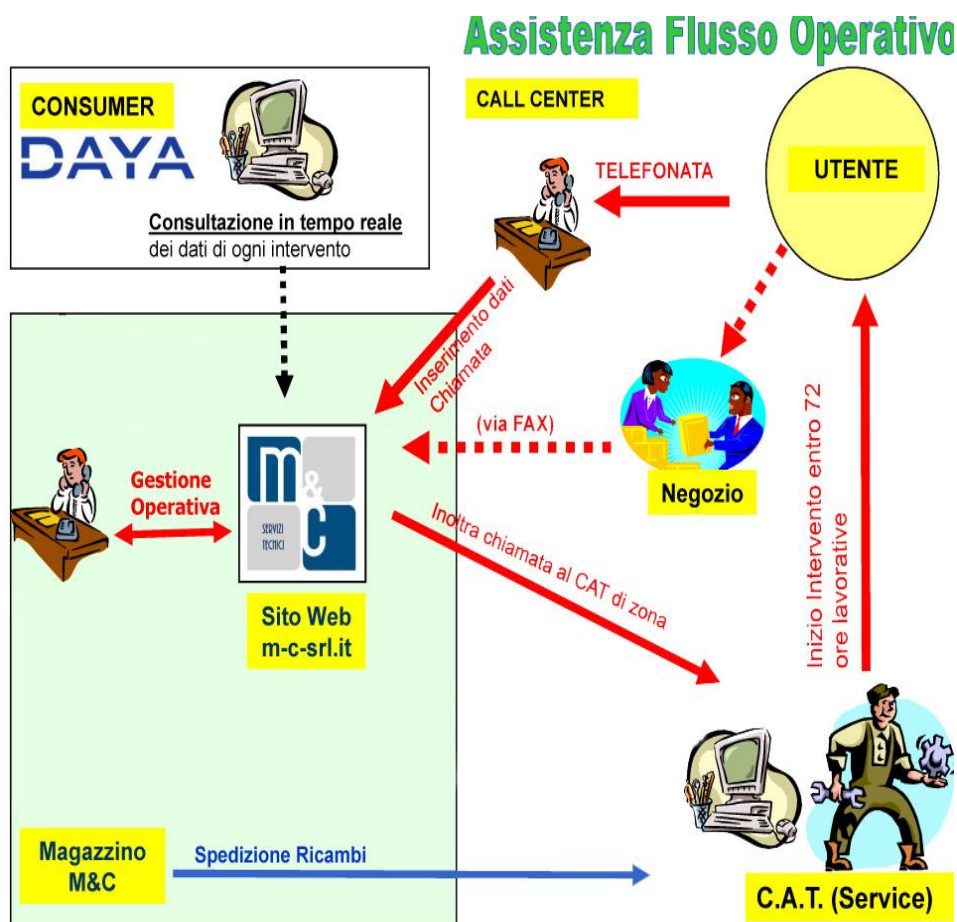 Assistenza Flusso Operativo
CONSUMER
DAYA
Consultazione in tempo reale
dei dati di ogni intervento
CALL CENTER
TELEFONATA
UTENTE
Inserimento dati
Chiamata
(via FAX)
Negozio
Gestione
Operativa
m&c
SERVIZI
TECNICI
Sito Web
m-c-srl.it
Inoltra chiamata al CAT di zona
Inizio Intervento entro 72
ore lavorative
Magazzino
M&C
Spedizione Ricambi
C.A.T. (Service)